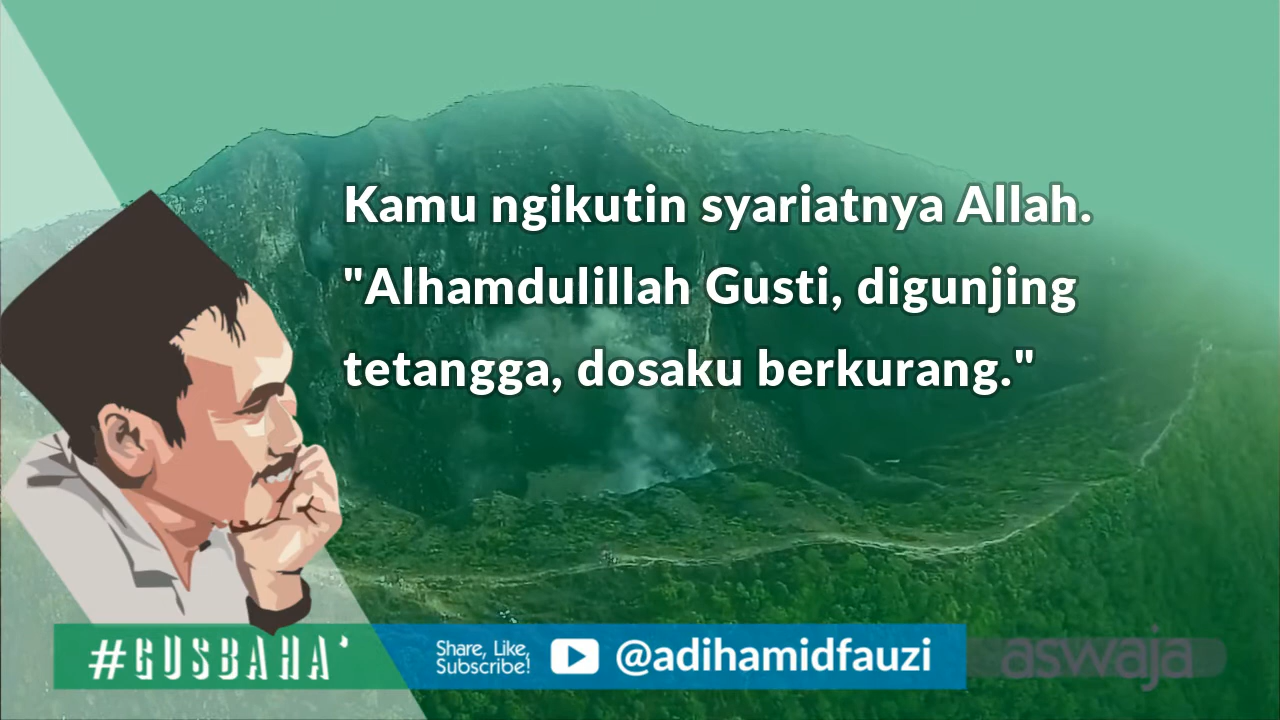 Kamu ngikutin syariatnya Allah.
"Alhamdulillah Gusti, digunjing
tetangga, dosaku berkurang."
#GUSBAHA'
Share, Like,
Subscribe!
@adihamidfauzi
aswaja